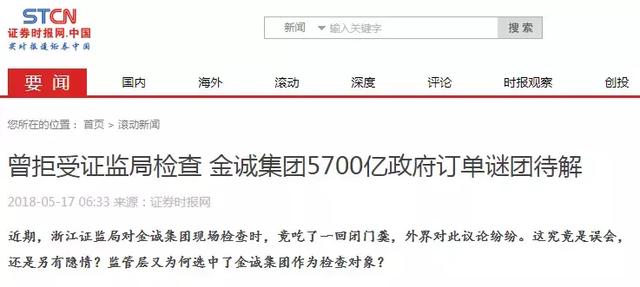 STCN
证券时报网.中国
实时报道证券中国
新闻 输入关键字 搜索
要闻 国内 海外 滚动 深度 评论 时报观察 创投
您所在的位置： 首页 > 滚动新闻
曾拒受证监局检查 金诚集团5700亿政府订单谜团待解
2018-05-17 06:33 来源：证券时报网
近期，浙江证监局对金诚集团现场检查时，竟吃了一回闭门羹，外界对此议论纷纷。这究竟是误会，
还是另有隐情？监管层又为何选中了金诚集团作为检查对象？